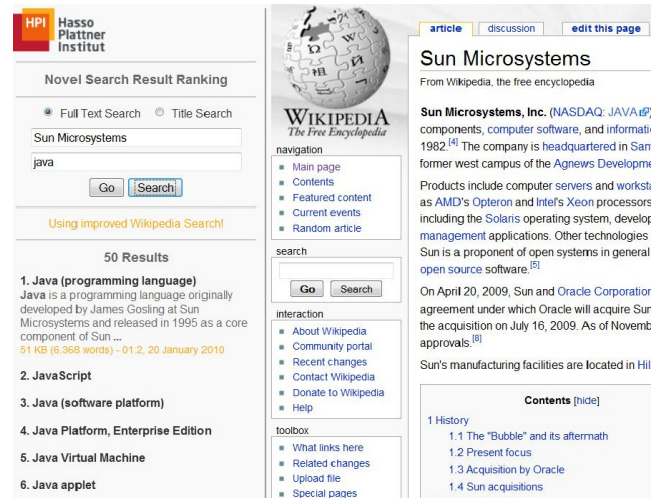 HPI Hasso
Plattner
Institut
Novel Search Result Ranking
Full Text Search Title Search
Sun Microsystems
java
Go Search
Using improved Wikipedia Search!
50 Results
1. Java (programming language)
Java is a programming language originally
developed by James Gosling at Sun
Microsystems and released in 1995 as a core
component of Sun ...
51 KB (6,368 words) - 01:2, 20 January 2010
2. JavaScript
3. Java (software platform)
4. Java Platform, Enterprise Edition
5. Java Virtual Machine
6. Java applet
WIKIPEDIA
The Free Encyclopedia
navigation
Main page
Contents
Featured content
Current events
Random article
search
Go Search
interaction
About Wikipedia
Community portal
Recent changes
Contact Wikipedia
Donate to Wikipedia
Help
toolbox
What links here
Related changes
Upload file
Special pages
article discussion edit this page
Sun Microsystems
From Wikipedia, the free encyclopedia
Sun Microsystems, Inc. (NASDAQ: JAVA)
components, computer software, and informati
1982.[4] The company is headquartered in San
former west campus of the Agnews Developme
Products include computer servers and worksta
as AMD's Opteron and Intel's Xeon processors
including the Solaris operating system, develop
management applications. Other technologies
Sun is a proponent of open systems in general
open source software.[5]
On April 20, 2009, Sun and Oracle Corporation
agreement under which Oracle will acquire Sun
the acquisition on July 16, 2009. As of Novemb
approvals.[8]
Sun's manufacturing facilities are located in Hil
Contents [hide]
1 History
1.1 The "Bubble" and its aftermath
1.2 Present focus
1.3 Acquisition by Oracle
1.4 Sun acquisitions